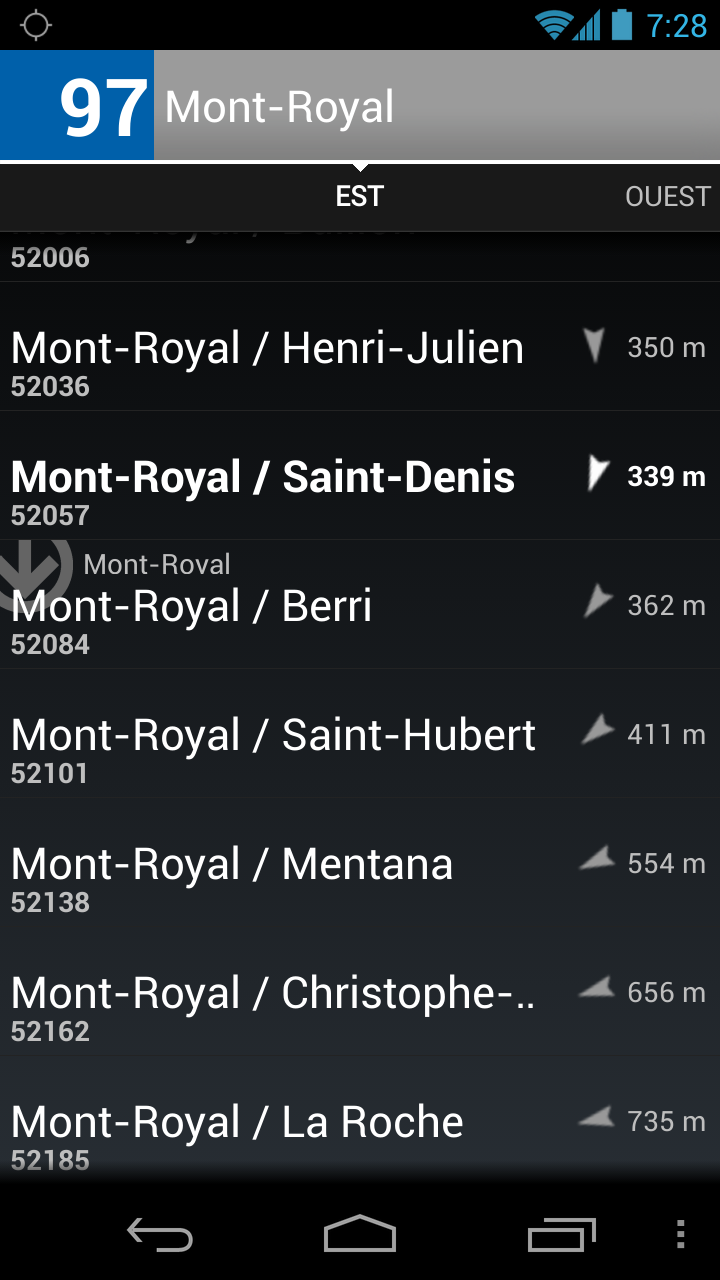 7:28
97 Mont-Royal
EST OUEST
52006
Mont-Royal / Henri-Julien 350 m
52036
Mont-Royal / Saint-Denis 339 m
52057
Mont-Royal
Mont-Royal / Berri 362 m
52084
Mont-Royal / Saint-Hubert 411 m
52101
Mont-Royal / Mentana 554 m
52138
Mont-Royal / Christophe-.. 656 m
52162
Mont-Royal / La Roche 735 m
52185